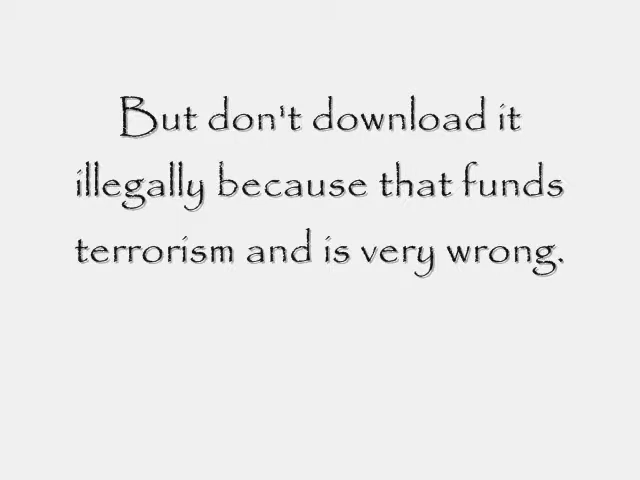 But don't download it
illegally because that funds
terrorism and is very wrong.